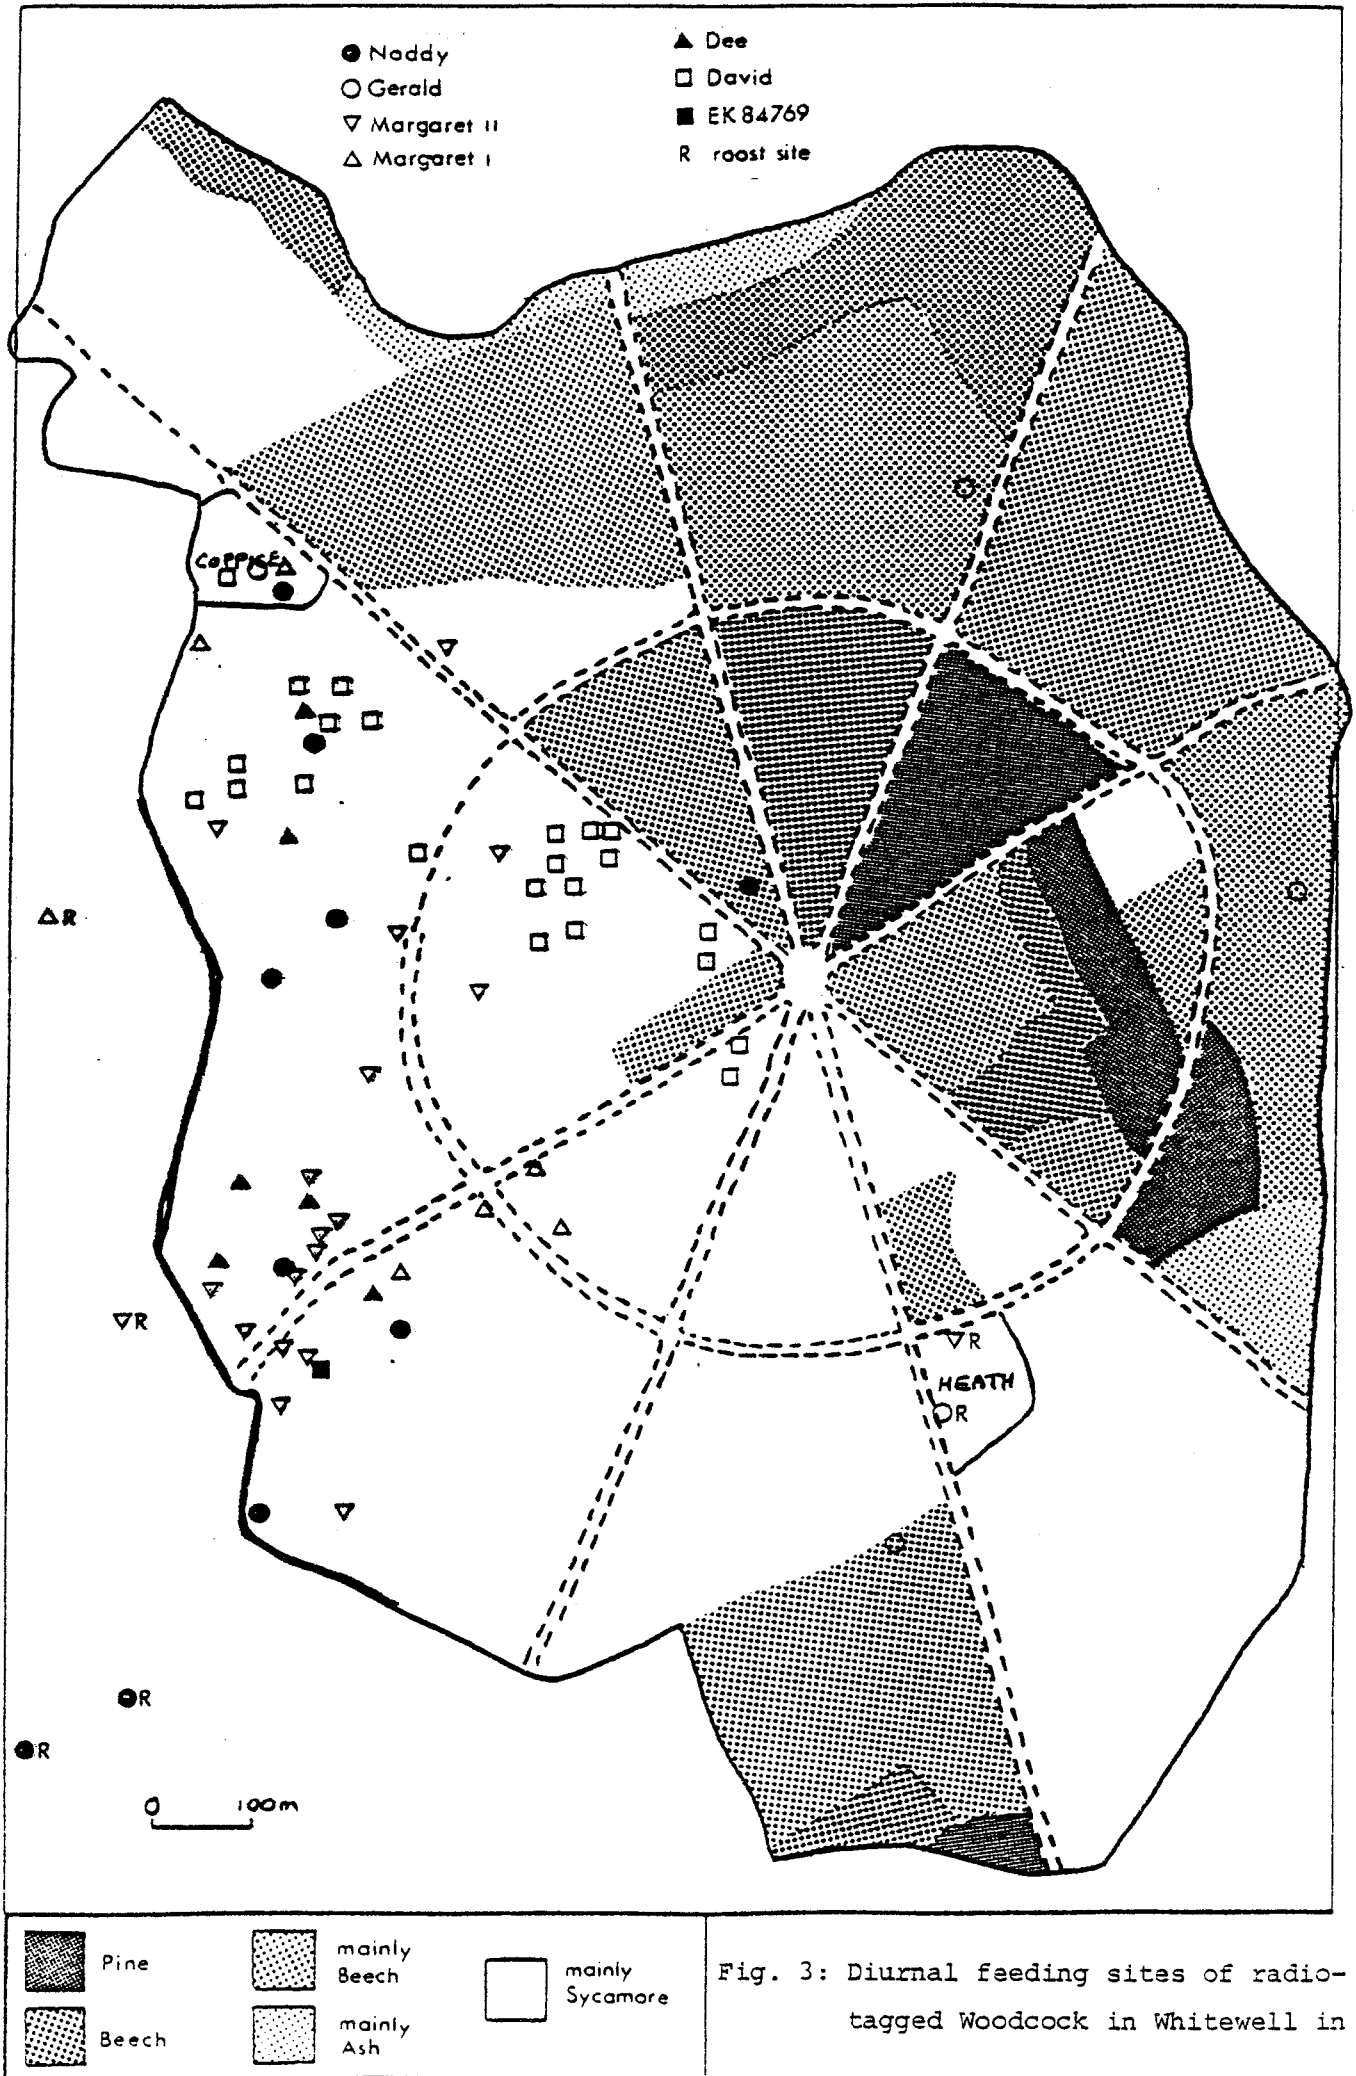 Noddy
Gerald
Margaret II
Margaret I
Dee
David
EK 84769
R roost site
COPPICE
R
R
R
HEATH
R
R
R
0 100m
Pine
Beech
mainly
Beech
mainly
Ash
mainly
Sycamore
Fig. 3: Diurnal feeding sites of radio-
tagged Woodcock in Whitewell in